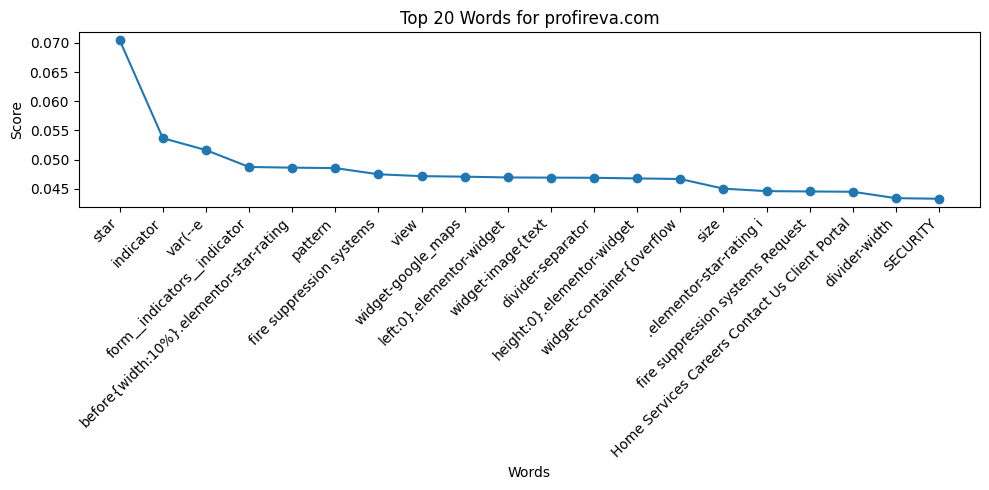 Top 20 Words for profireva.com
Score
0.070
0.065
0.060
0.055
0.050
0.045
star
indicator
var(--e
form__indicators__indicator
before{width:10%}.elementor-star-rating
pattern
fire suppression systems
view
widget-google_maps
left:0}.elementor-widget
widget-image{text
divider-separator
height:0}.elementor-widget
widget-container{overflow
size
.elementor-star-rating i
fire suppression systems Request
Home Services Careers Contact Us Client Portal
divider-width
SECURITY
Words